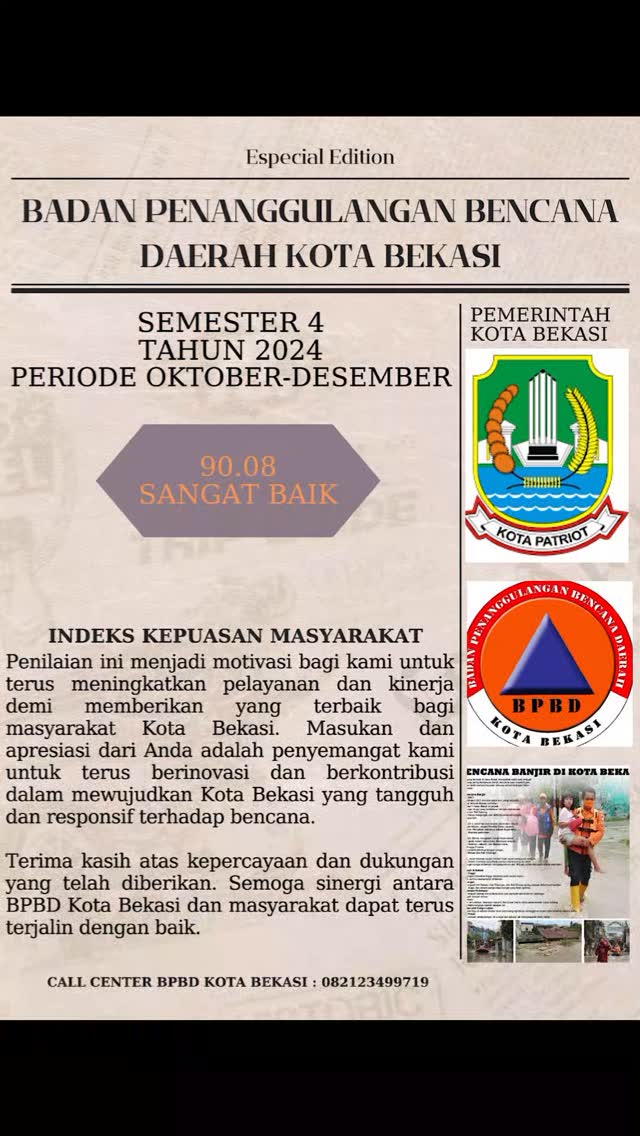 Especial Edition
BADAN PENANGGULANGAN BENCANA
DAERAH KOTA BEKASI
SEMESTER 4
TAHUN 2024
PERIODE OKTOBER-DESEMBER
90.08
SANGAT BAIK
INDEKS KEPUASAN MASYARAKAT
Penilaian ini menjadi motivasi bagi kami untuk
terus meningkatkan pelayanan dan kinerja
demi memberikan yang terbaik bagi
masyarakat Kota Bekasi. Masukan dan
apresiasi dari Anda adalah penyemangat kami
untuk terus berinovasi dan berkontribusi
dalam mewujudkan Kota Bekasi yang tangguh
dan responsif terhadap bencana.
Terima kasih atas kepercayaan dan dukungan
yang telah diberikan. Semoga sinergi antara
BPBD Kota Bekasi dan masyarakat dapat terus
terjalin dengan baik.
CALL CENTER BPBD KOTA BEKASI : 082123499719
PEMERINTAH
KOTA BEKASI
KOTA PATRIOT
BADAN PENANGGULANGAN BENCANA DAERAH
BPBD
KOTA BEKASI
ENCANA BANJIR DI KOTA BEKA